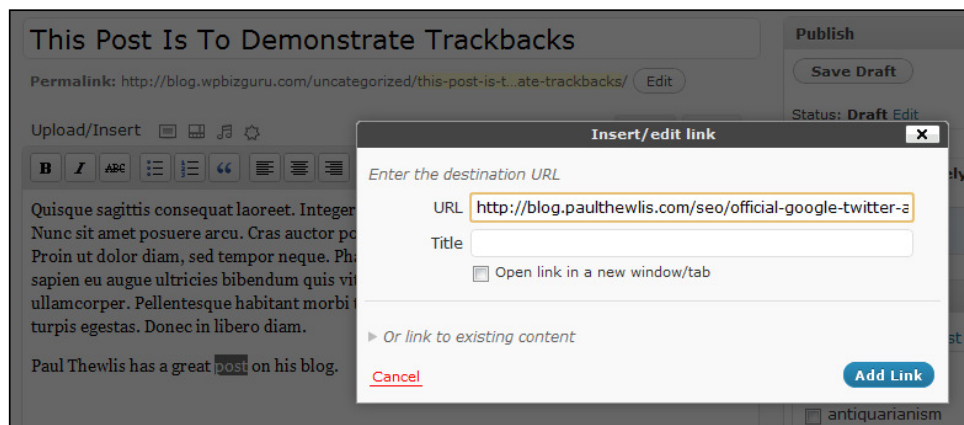 This Post Is To Demonstrate Trackbacks
Publish
Permalink: http://blog.wpbizguru.com/uncategorized/this-post-is-t...ate-trackbacks/ Edit
Save Draft
Upload/Insert
Status: Draft Edit
Insert/edit link
X
B I ABC
Enter the destination URL
URL http://blog.paulthewlis.com/seo/official-google-twitter-a
Title
Open link in a new window/tab
Quisque sagittis consequat laoreet. Integer
Nunc sit amet posuere arcu. Cras auctor po
Proin ut dolor diam, sed tempor neque. Pha
sapien eu augue ultricies bibendum quis vit
ullamcorper. Pellentesque habitant morbi t
turpis egestas. Donec in libero diam.
Or link to existing content
Paul Thewlis has a great post on his blog.
Cancel
Add Link
antiquarianism